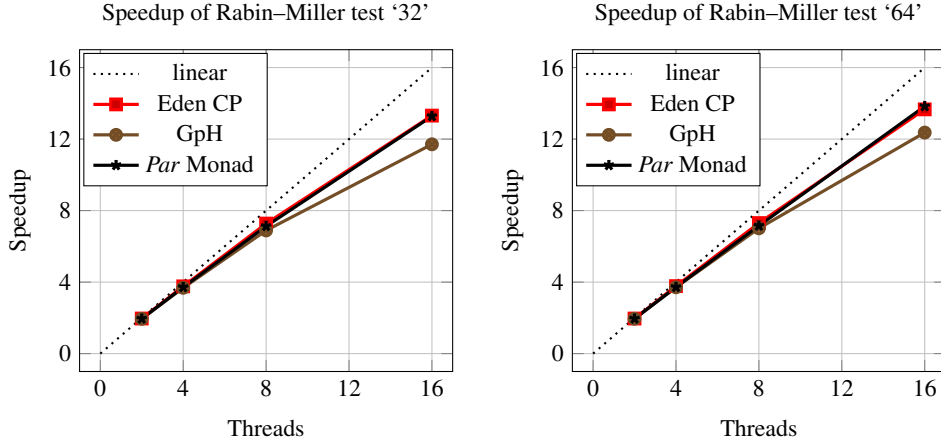 Speedup of Rabin–Miller test ‘32’
Speedup
16
12
8
4
0
linear
Eden CP
GpH
Par Monad
0
4
8
12
16
Threads
Speedup of Rabin–Miller test ‘64’
Speedup
16
12
8
4
0
linear
Eden CP
GpH
Par Monad
0
4
8
12
16
Threads